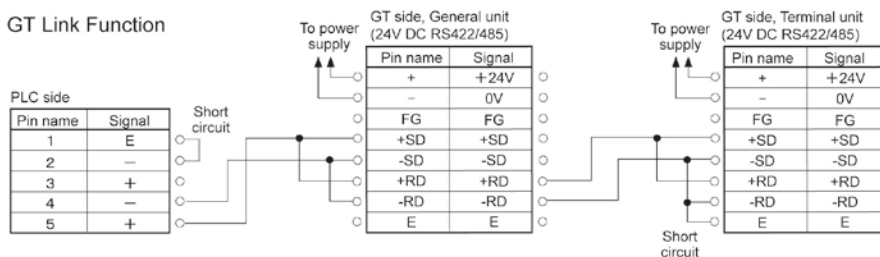 GT Link Function
To power
supply
GT side, General unit
(24V DC RS422/485)
Pin name Signal
+ +24V
− 0V
FG FG
+SD +SD
-SD -SD
+RD +RD
-RD -RD
E E
To power
supply
GT side, Terminal unit
(24V DC RS422/485)
Pin name Signal
+ +24V
− 0V
FG FG
+SD +SD
-SD -SD
+RD +RD
-RD -RD
E E
Short
circuit
PLC side
Pin name Signal
1 E
2 −
3 +
4 −
5 +
Short
circuit